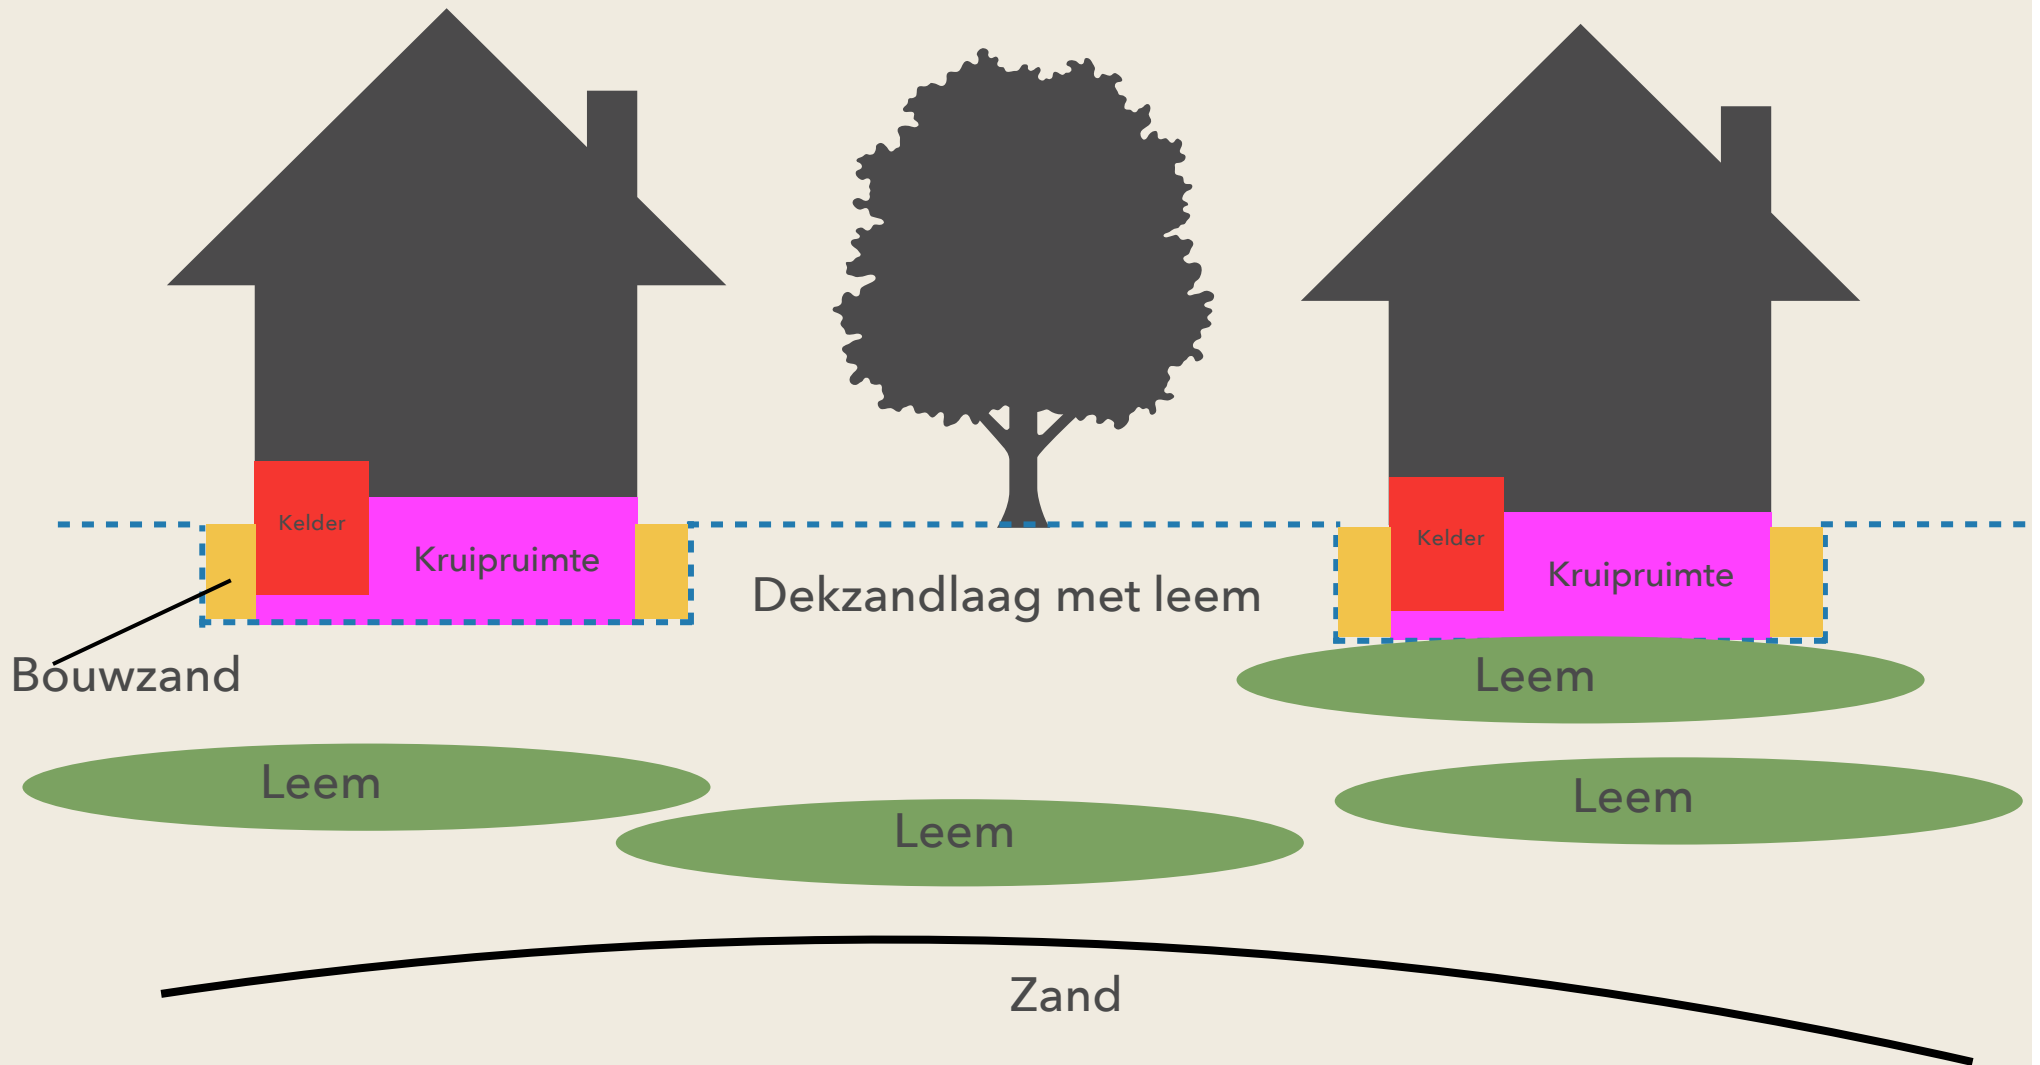 Kelder
Kelder
Kruipruimte
Kruipruimte
Dekzandlaag met leem
Bouwzand
Leem
Leem
Leem
Leem
Zand